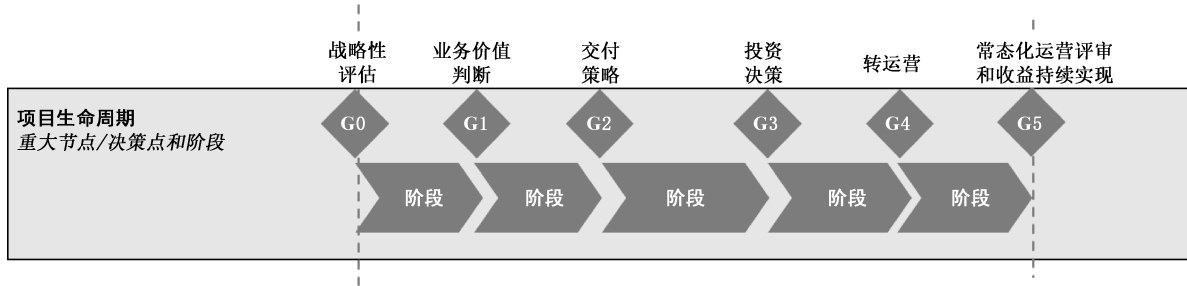 战略性
评估
业务价值
判断
交付
策略
投资
决策
转运营
常态化运营评审
和收益持续实现
项目生命周期
重大节点/决策点和阶段
G0
G1
G2
G3
G4
G5
阶段
阶段
阶段
阶段
阶段